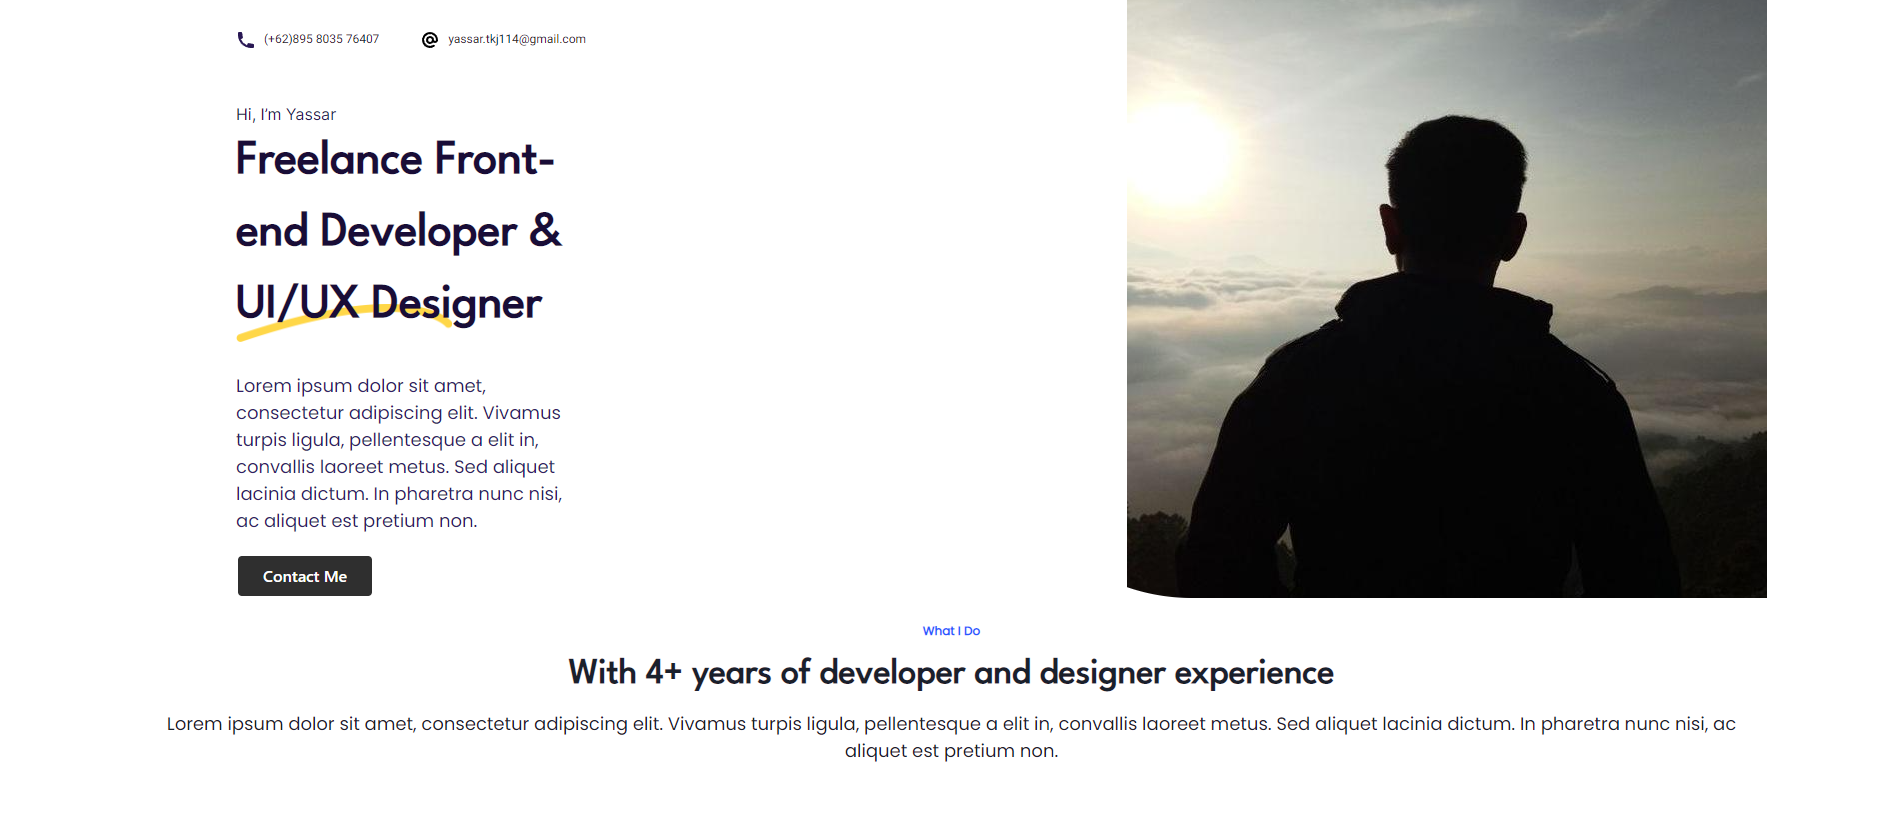 (+62)895 8035 76407
yassar.tkj114@gmail.com
Hi, I'm Yassar
Freelance Front-
end Developer &
UI/UX Designer
Lorem ipsum dolor sit amet,
consectetur adipiscing elit. Vivamus
turpis ligula, pellentesque a elit in,
convallis laoreet metus. Sed aliquet
lacinia dictum. In pharetra nunc nisi,
ac aliquet est pretium non.
Contact Me
What I Do
With 4+ years of developer and designer experience
Lorem ipsum dolor sit amet, consectetur adipiscing elit. Vivamus turpis ligula, pellentesque a elit in, convallis laoreet metus. Sed aliquet lacinia dictum. In pharetra nunc nisi, ac
aliquet est pretium non.